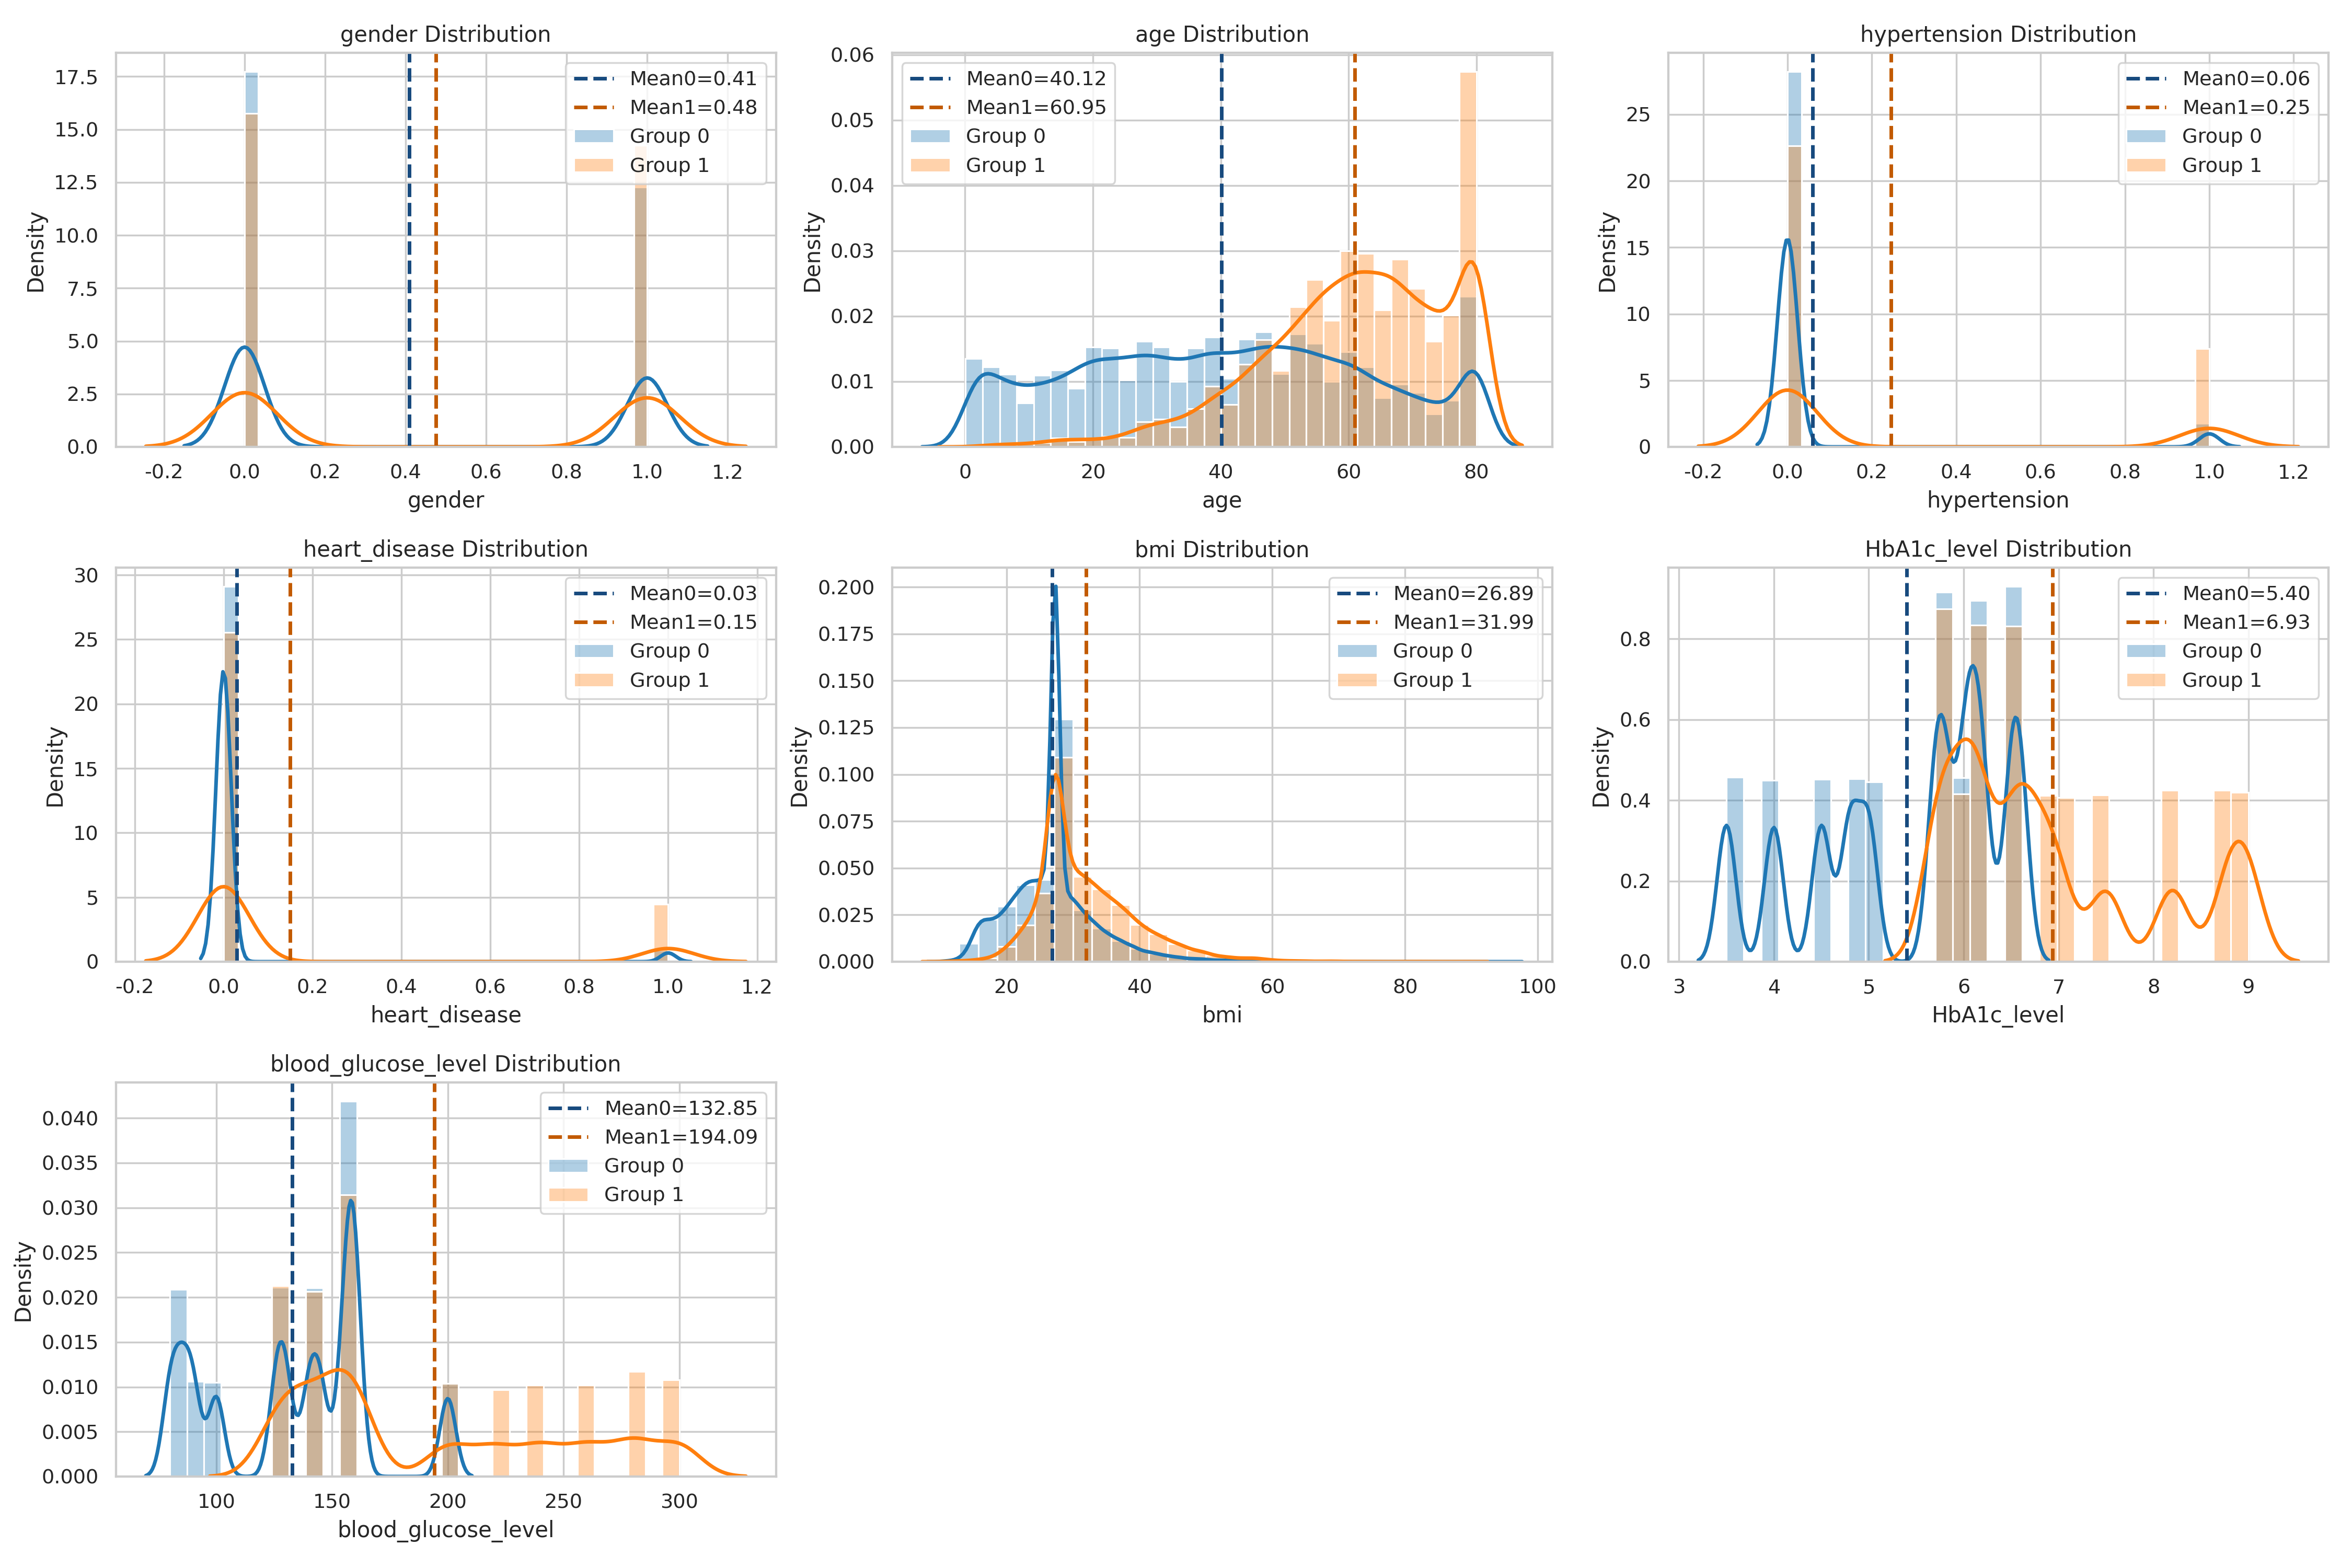 gender Distribution
Density
17.5
15.0
12.5
10.0
7.5
5.0
2.5
0.0
Mean0=0.41
Mean1=0.48
Group 0
Group 1
-0.2 0.0 0.2 0.4 0.6 0.8 1.0 1.2
gender
age Distribution
Density
0.06
0.05
0.04
0.03
0.02
0.01
0.00
Mean0=40.12
Mean1=60.95
Group 0
Group 1
0 20 40 60 80
age
hypertension Distribution
Density
25
20
15
10
5
0
Mean0=0.06
Mean1=0.25
Group 0
Group 1
-0.2 0.0 0.2 0.4 0.6 0.8 1.0 1.2
hypertension
heart_disease Distribution
Density
30
25
20
15
10
5
0
Mean0=0.03
Mean1=0.15
Group 0
Group 1
-0.2 0.0 0.2 0.4 0.6 0.8 1.0 1.2
heart_disease
bmi Distribution
Density
0.200
0.175
0.150
0.125
0.100
0.075
0.050
0.025
0.000
Mean0=26.89
Mean1=31.99
Group 0
Group 1
20 40 60 80 100
bmi
HbA1c_level Distribution
Density
0.8
0.6
0.4
0.2
0.0
Mean0=5.40
Mean1=6.93
Group 0
Group 1
3 4 5 6 7 8 9
HbA1c_level
blood_glucose_level Distribution
Density
0.040
0.035
0.030
0.025
0.020
0.015
0.010
0.005
0.000
Mean0=132.85
Mean1=194.09
Group 0
Group 1
100 150 200 250 300
blood_glucose_level